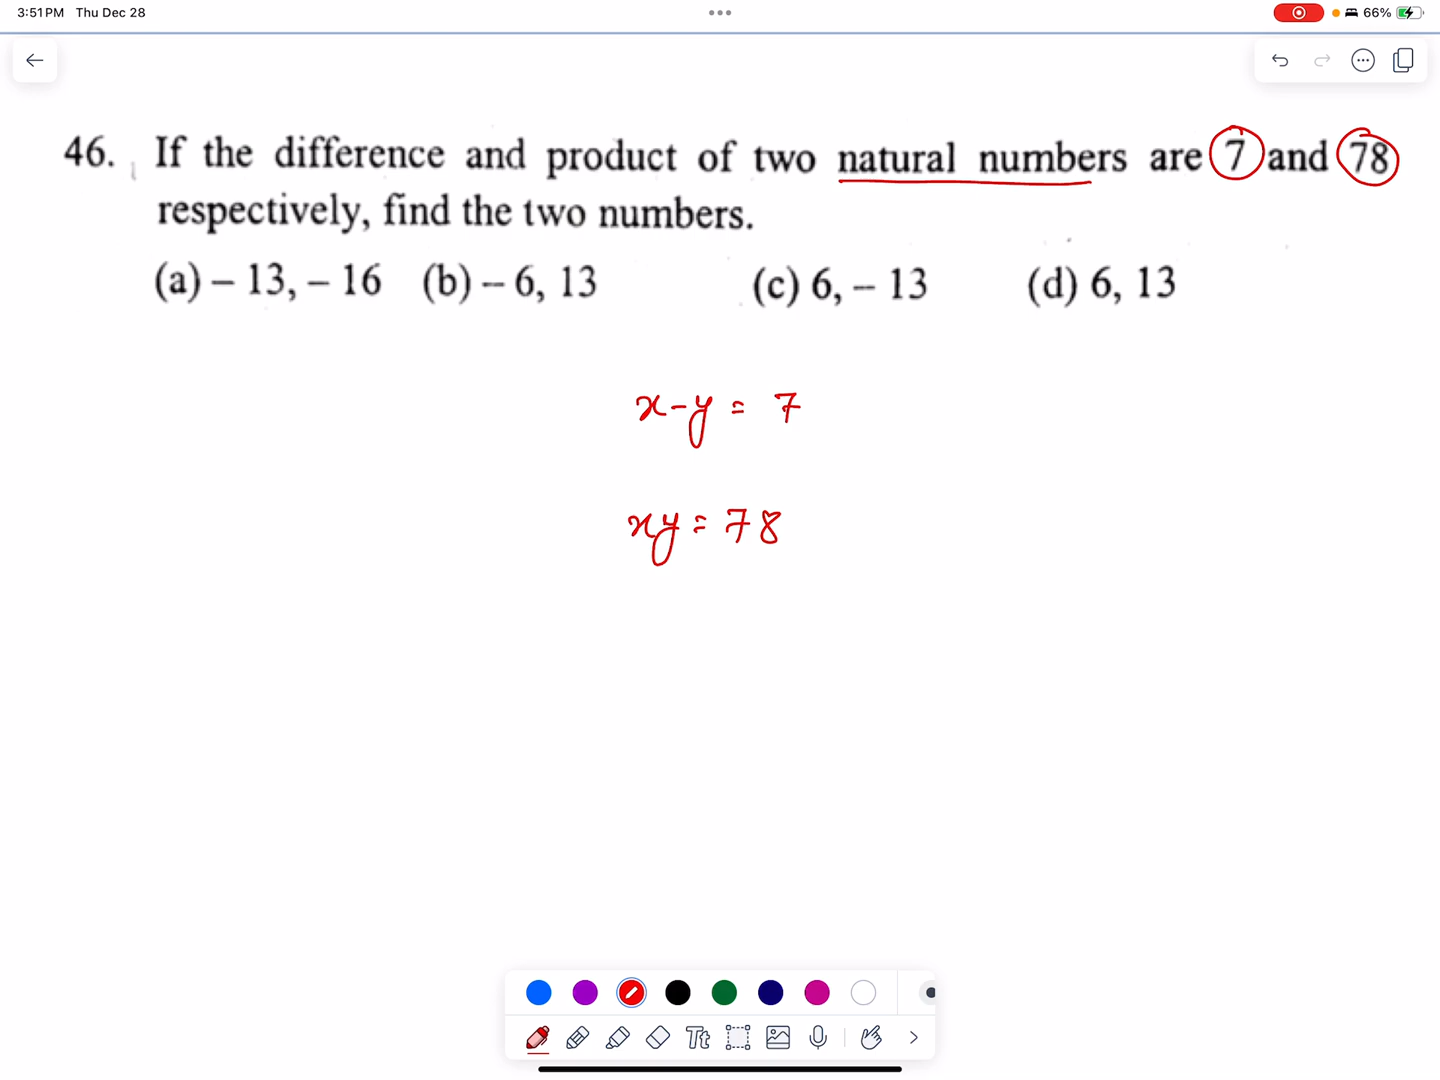 3:51 PM Thu Dec 28
66%
46. If the difference and product of two natural numbers are 7 and 78
respectively, find the two numbers.
(a) – 13, – 16 (b) – 6, 13 (c) 6, – 13 (d) 6, 13
x-y = 7
xy = 78
Tt